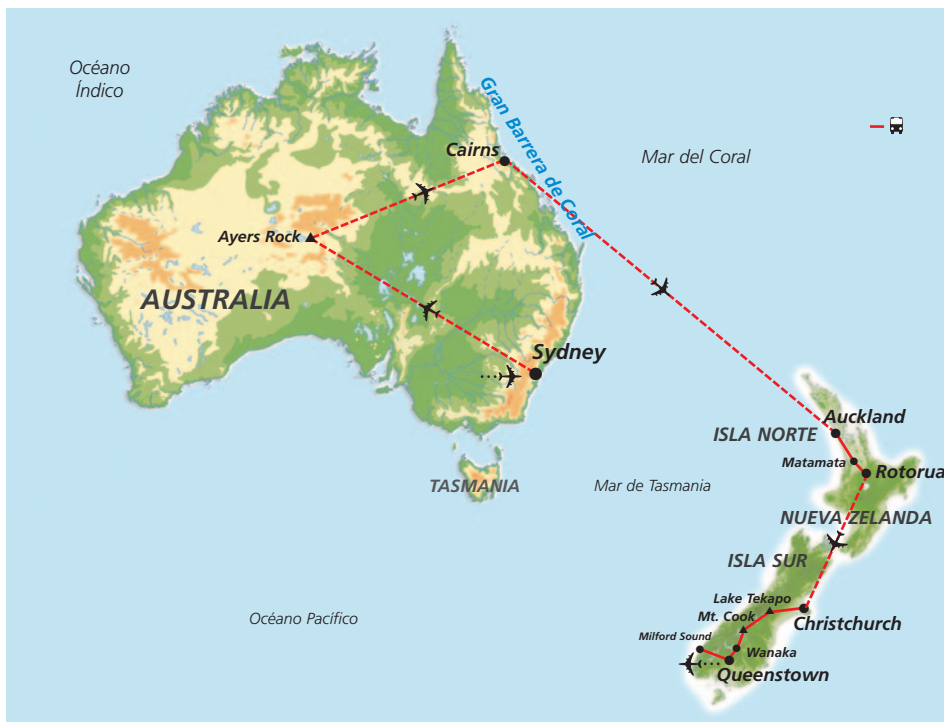 Océano
Índico
Gran Barrera de Coral
Cairns
Mar del Coral
Ayers Rock
AUSTRALIA
Sydney
Auckland
ISLA NORTE
Matamata
Rotorua
TASMANIA
Mar de Tasmania
NUEVA ZELANDA
ISLA SUR
Lake Tekapo
Mt. Cook
Océano Pacífico
Christchurch
Milford Sound
Wanaka
Queenstown